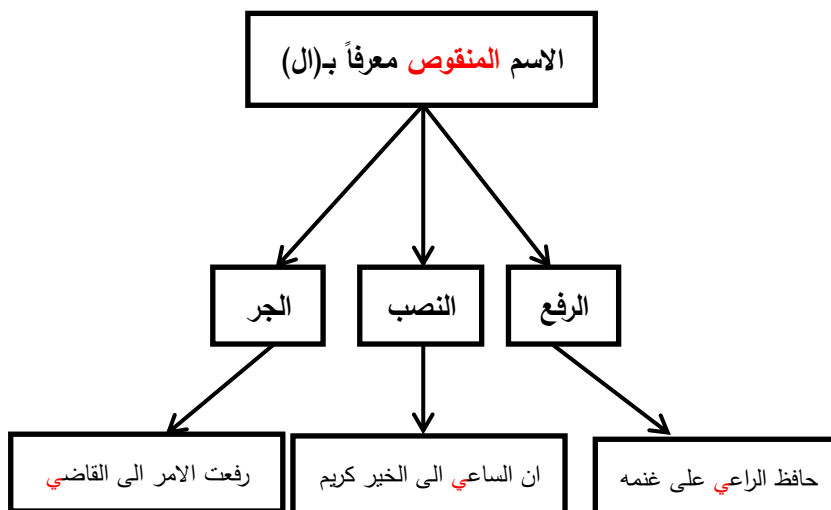 الاسم المنقوص معرفاً بـ(ال)
الرفع
النصب
الجر
حافظ الراعي على غنمه
ان الساعي الى الخير كريم
رفعت الامر الى القاضي